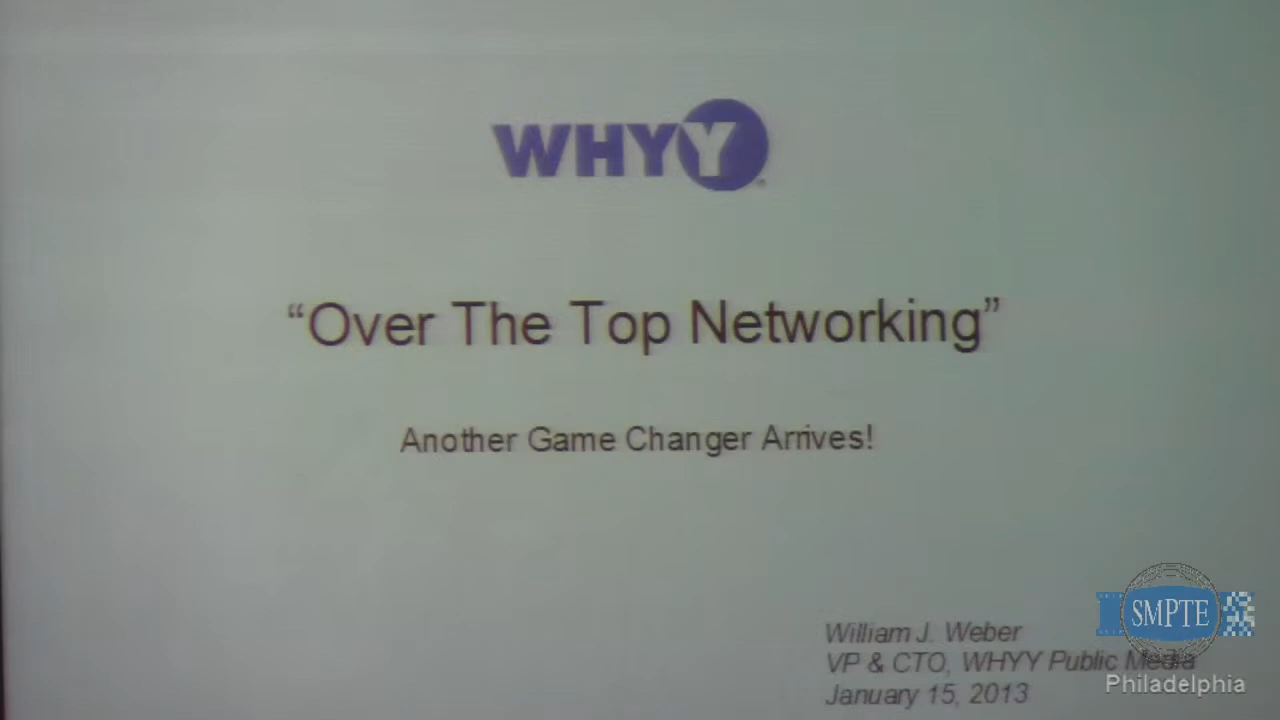 WHYY
“Over The Top Networking”
Another Game Changer Arrives!
William J. Weber
VP & CTO, WHYY Public Media
January 15, 2013
SMPTE
Philadelphia